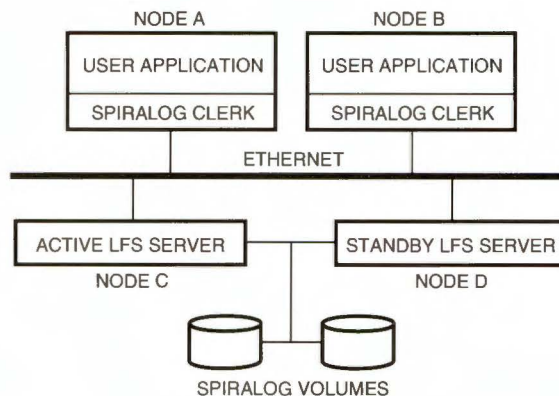 NODE A
NODE B
USER APPLICATION
USER APPLICATION
SPIRALOG CLERK
SPIRALOG CLERK
ETHERNET
ACTIVE LFS SERVER
STANDBY LFS SERVER
NODE C
NODE D
SPIRALOG VOLUMES